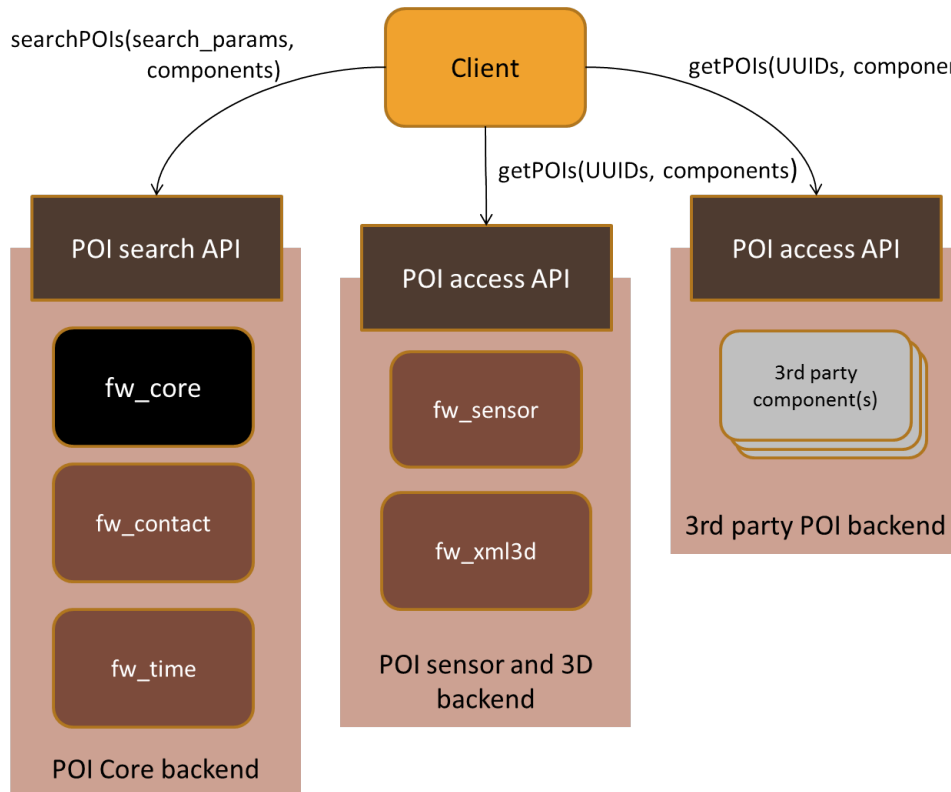 searchPOIs(search_params,
components)
Client
getPOIs(UUIDs, componen
getPOIs(UUIDs, components)
POI search API
POI access API
POI access API
fw_core
fw_contact
fw_time
POI Core backend
fw_sensor
fw_xml3d
POI sensor and 3D
backend
3rd party
component(s)
3rd party POI backend